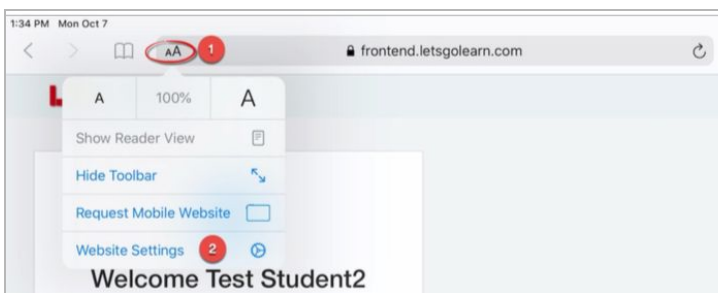 1:34 PM Mon Oct 7
AA 1 frontend.letsgolearn.com
L
A 100% A
Show Reader View
Hide Toolbar
Request Mobile Website
Website Settings 2
Welcome Test Student2